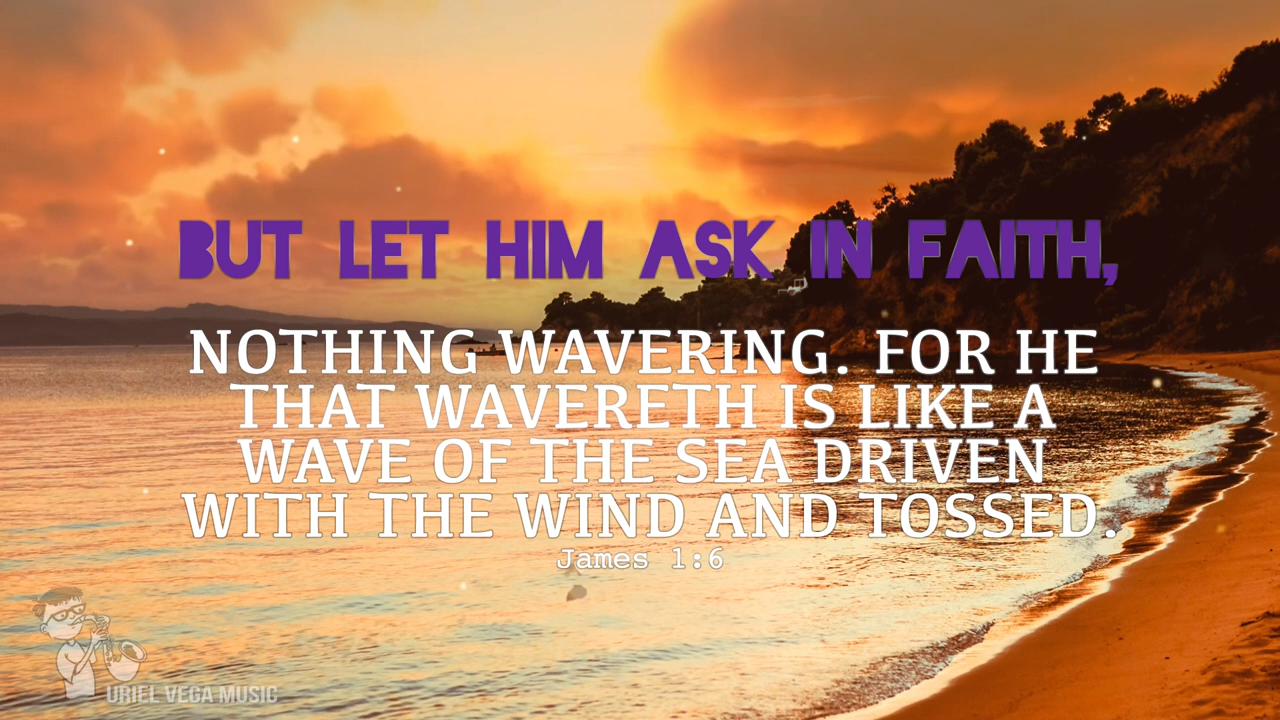 BUT LET HIM ASK IN FAITH,
NOTHING WAVERING. FOR HE
THAT WAVERETH IS LIKE A
WAVE OF THE SEA DRIVEN
WITH THE WIND AND TOSSED.
James 1:6
URIEL VEGA MUSIC